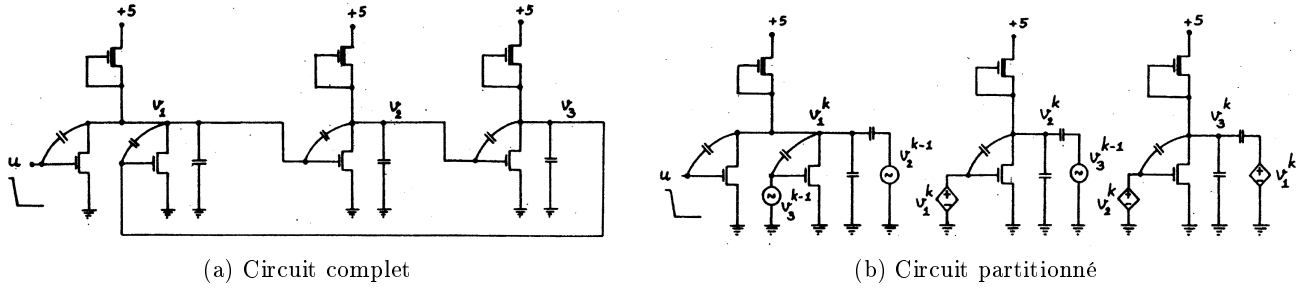 +5 +5 +5
v₁ v₂ v₃
u
(a) Circuit complet
+5 +5 +5
v₁ᵏ v₂ᵏ v₃ᵏ
u v₃ᵏ⁻¹ v₂ᵏ⁻¹ v₁ᵏ v₃ᵏ⁻¹ v₂ᵏ v₁ᵏ
(b) Circuit partitionné